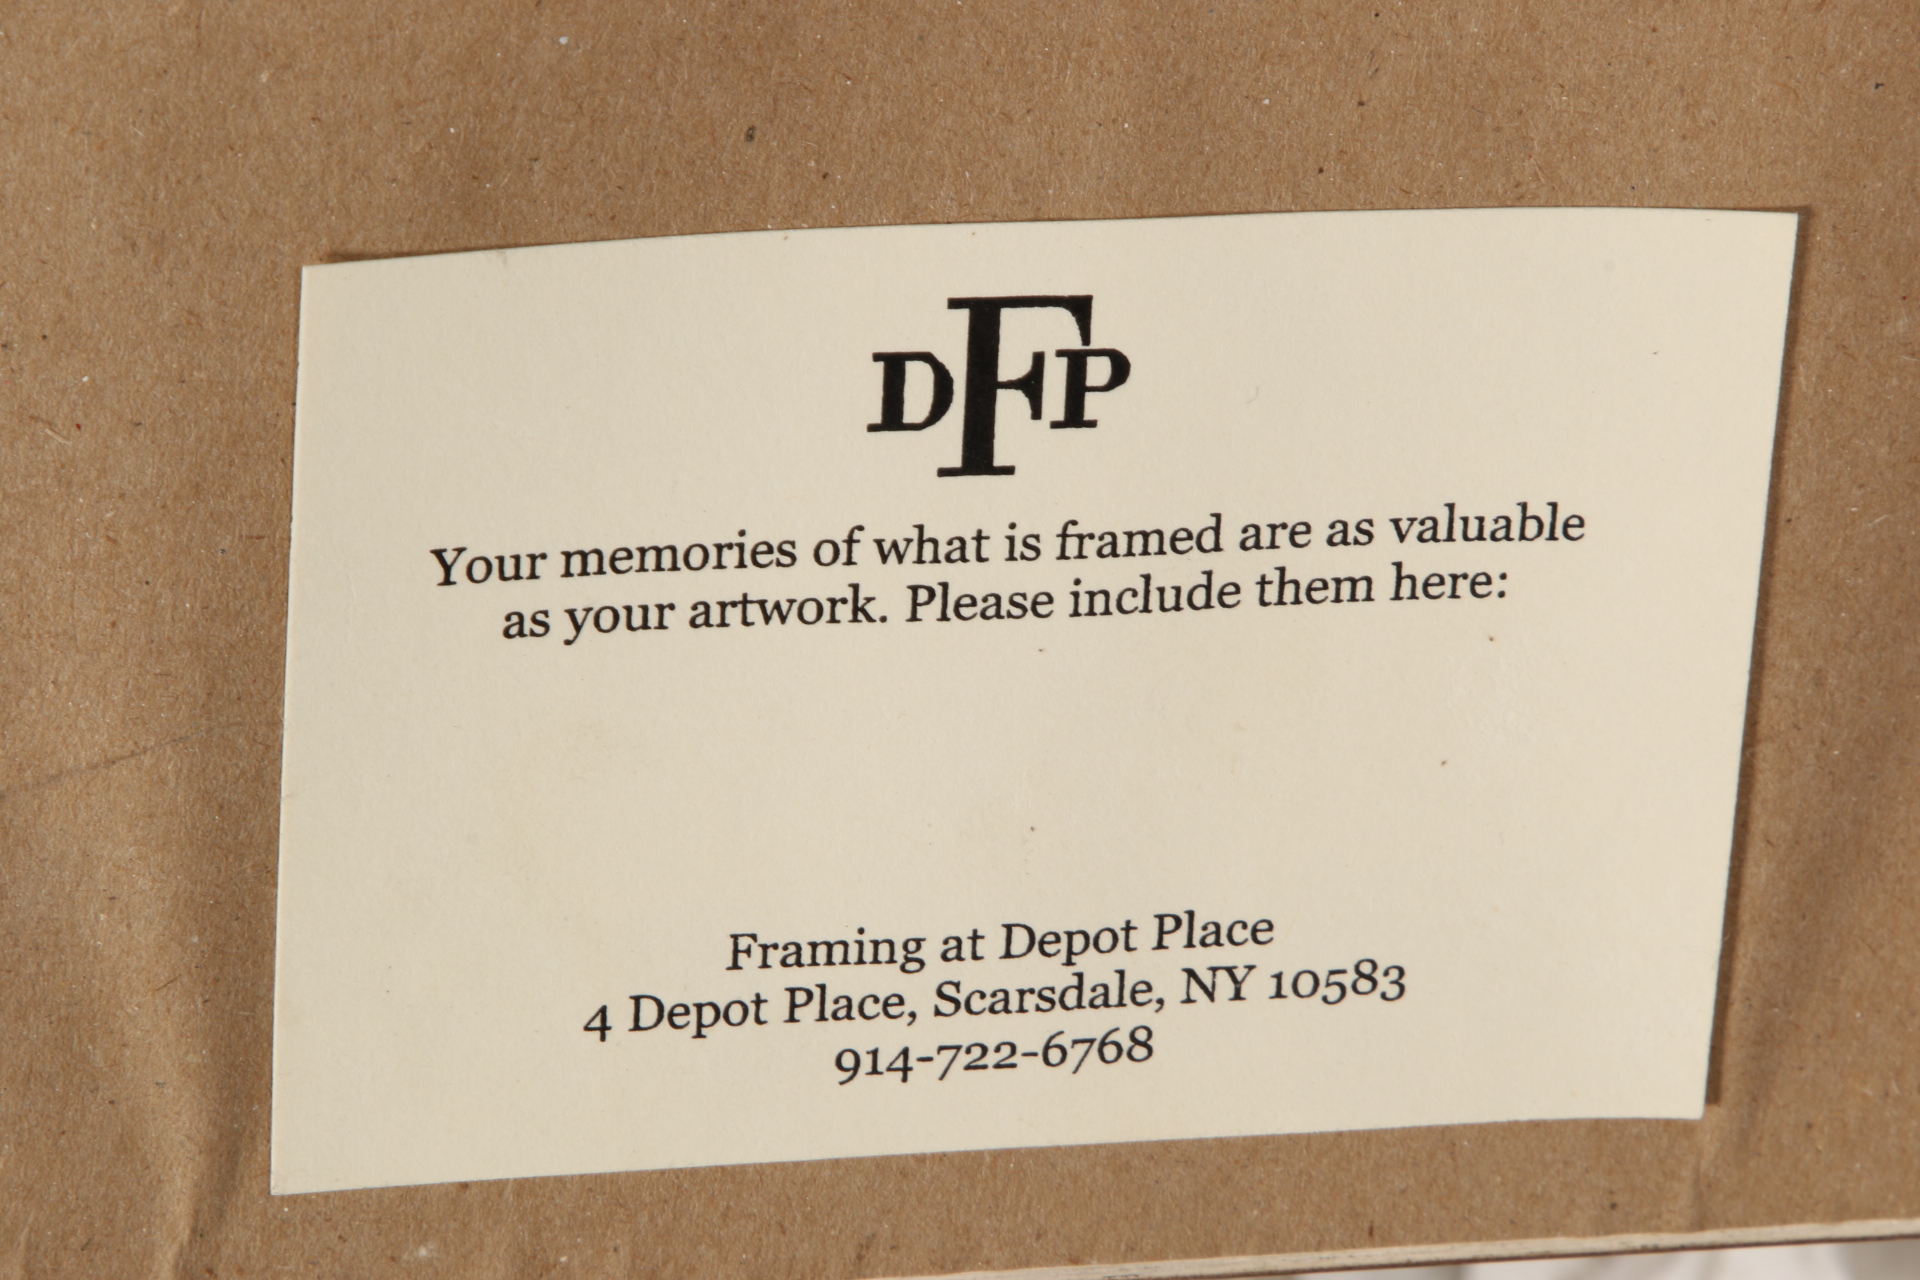 DFP
Your memories of what is framed are as valuable
as your artwork. Please include them here:
Framing at Depot Place
4 Depot Place, Scarsdale, NY 10583
914-722-6768